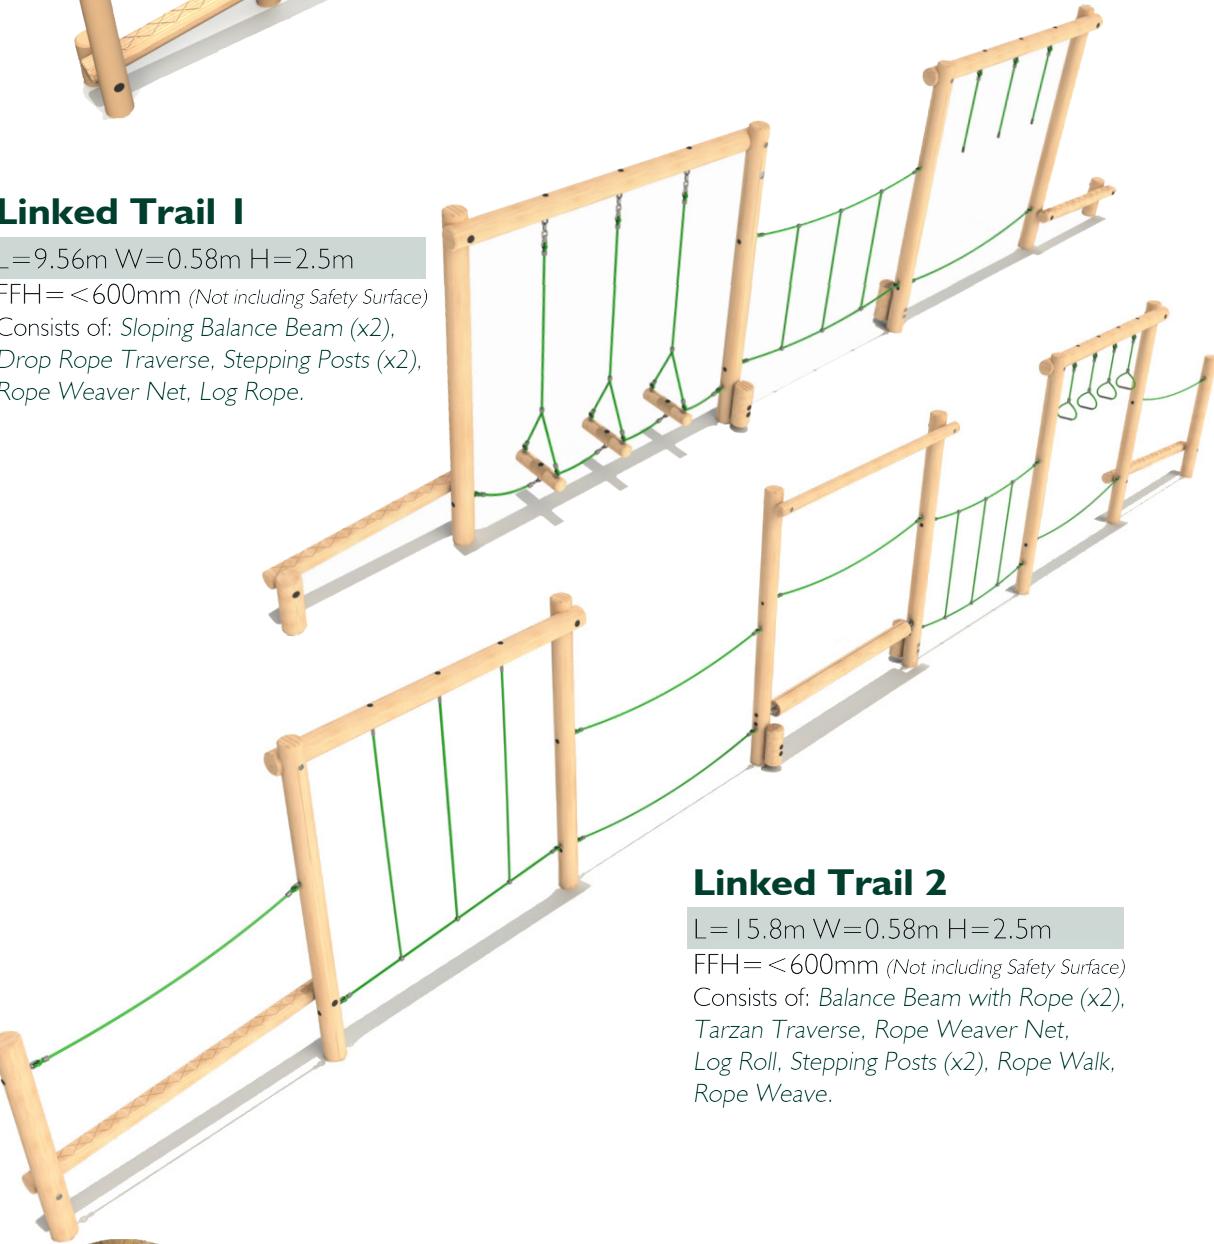 Linked Trail 1
L=9.56m W=0.58m H=2.5m
FFH=<600mm (Not including Safety Surface)
Consists of: Sloping Balance Beam (x2),
Drop Rope Traverse, Stepping Posts (x2),
Rope Weaver Net, Log Rope.
Linked Trail 2
L=15.8m W=0.58m H=2.5m
FFH=<600mm (Not including Safety Surface)
Consists of: Balance Beam with Rope (x2),
Tarzan Traverse, Rope Weaver Net,
Log Roll, Stepping Posts (x2), Rope Walk,
Rope Weave.